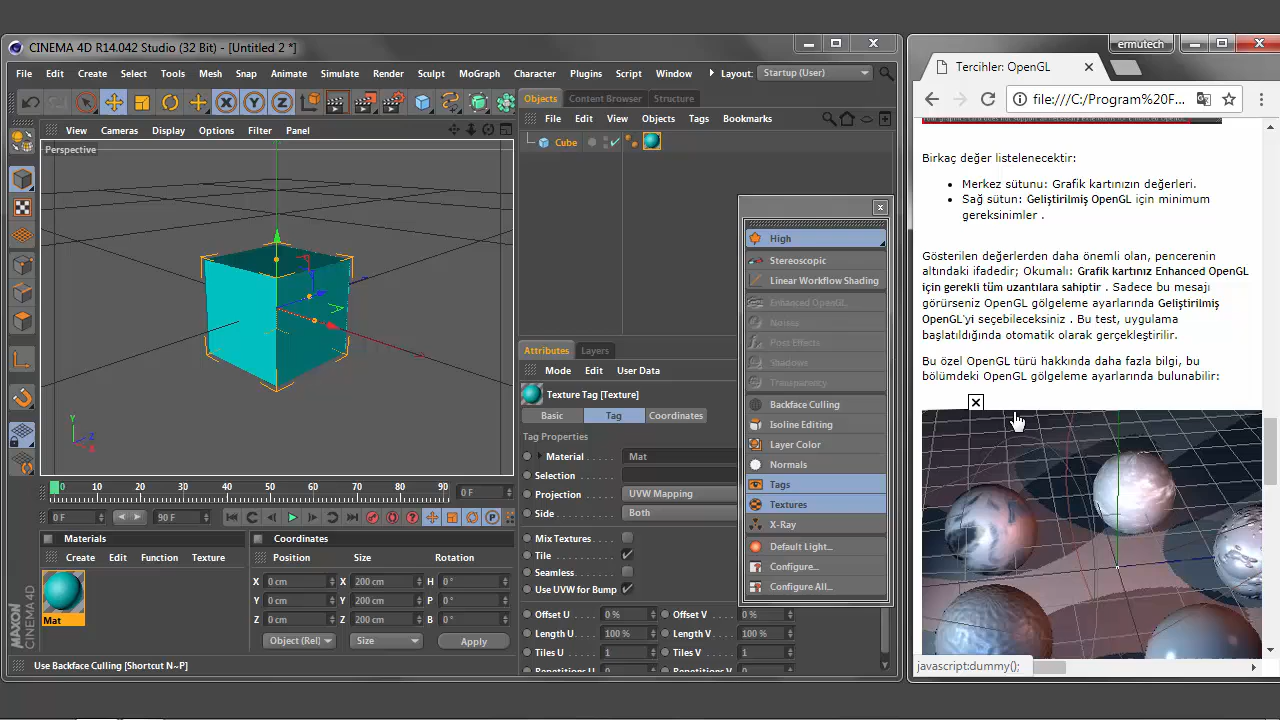 CINEMA 4D R14.042 Studio (32 Bit) - [Untitled 2 *]
File Edit Create Select Tools Mesh Snap Animate Simulate Render Sculpt MoGraph Character Plugins Script Window Layout: Startup (User)
Objects Content Browser Structure
File Edit View Objects Tags Bookmarks
View Cameras Display Options Filter Panel
Perspective
Cube
Y
Z
X
High
Stereoscopic
Linear Workflow Shading
Enhanced OpenGL
Noises
Post Effects
Shadows
Transparency
Backface Culling
Isoline Editing
Layer Color
Normals
Tags
Textures
X-Ray
Default Light...
Configure...
Configure All...
Attributes Layers
Mode Edit User Data
Texture Tag [Texture]
Basic Tag Coordinates
Tag Properties
Material Mat
Selection
Projection UVW Mapping
Side Both
Mix Textures
Tile
Seamless
Use UVW for Bump
Offset U 0 % Offset V 0 %
Length U 100 % Length V 100 %
Tiles U 1 Tiles V 1
Repetitions U 0 Repetitions V 0
0 10 20 30 40 50 60 70 80 90 0 F
0 F 90 F
Materials
Create Edit Function Texture
Mat
Coordinates
Position Size Rotation
X 0 cm X 200 cm H 0 °
Y 0 cm Y 200 cm P 0 °
Z 0 cm Z 200 cm B 0 °
Object (Rel) Size Apply
MAXON
CINEMA 4D
Use Backface Culling [Shortcut N~P]
ermutech
Tercihler: OpenGL
file:///C:/Program%20F...
Birkaç değer listelenecektir:
• Merkez sütunu: Grafik kartınızın değerleri.
• Sağ sütun: Geliştirilmiş OpenGL için minimum
gereksinimler .
Gösterilen değerlerden daha önemli olan, pencerenin
altındaki ifadedir; Okumalı: Grafik kartınız Enhanced OpenGL
için gerekli tüm uzantılara sahiptir . Sadece bu mesajı
görürseniz OpenGL gölgeleme ayarlarında Geliştirilmiş
OpenGL'yi seçebileceksiniz . Bu test, uygulama
başlatıldığında otomatik olarak gerçekleştirilir.
Bu özel OpenGL türü hakkında daha fazla bilgi, bu
bölümdeki OpenGL gölgeleme ayarlarında bulunabilir:
javascript:dummy();